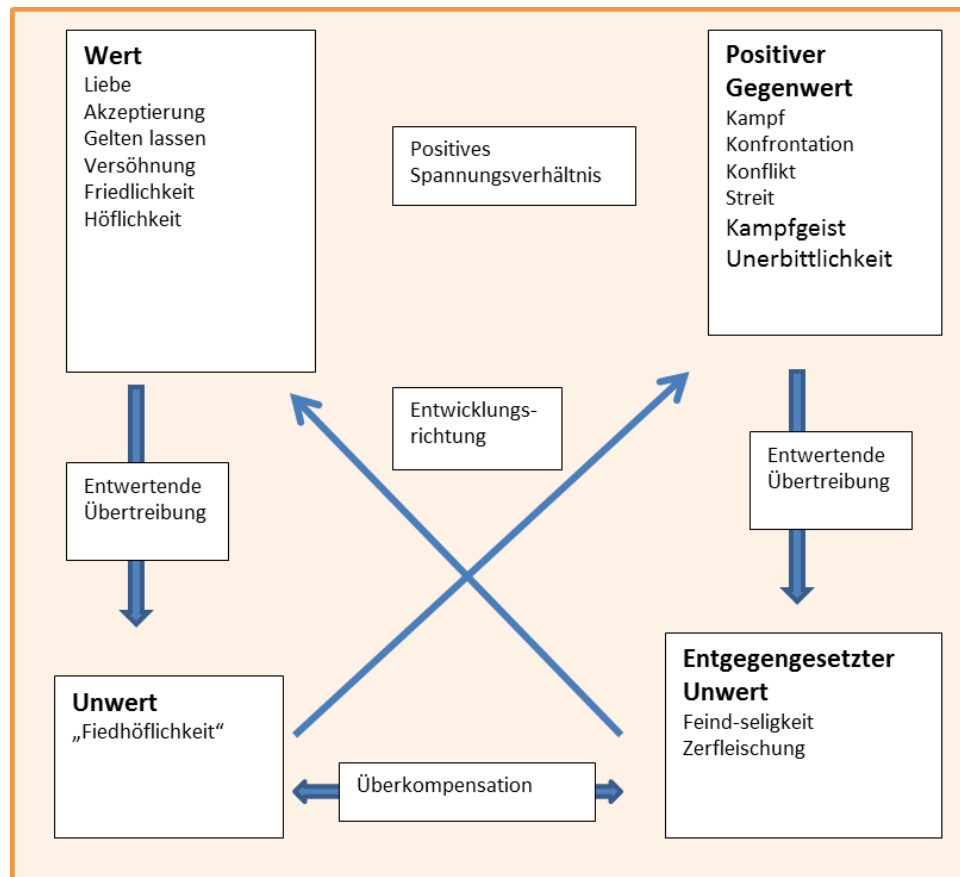 Wert
Liebe
Akzeptierung
Gelten lassen
Versöhnung
Friedlichkeit
Höflichkeit
Positives
Spannungsverhältnis
Positiver
Gegenwert
Kampf
Konfrontation
Konflikt
Streit
Kampfgeist
Unerbittlichkeit
Entwertende
Übertreibung
Entwicklungs-
richtung
Entwertende
Übertreibung
Unwert
„Fiedhöflichkeit“
Überkompensation
Entgegengesetzter
Unwert
Feind-seligkeit
Zerfleischung